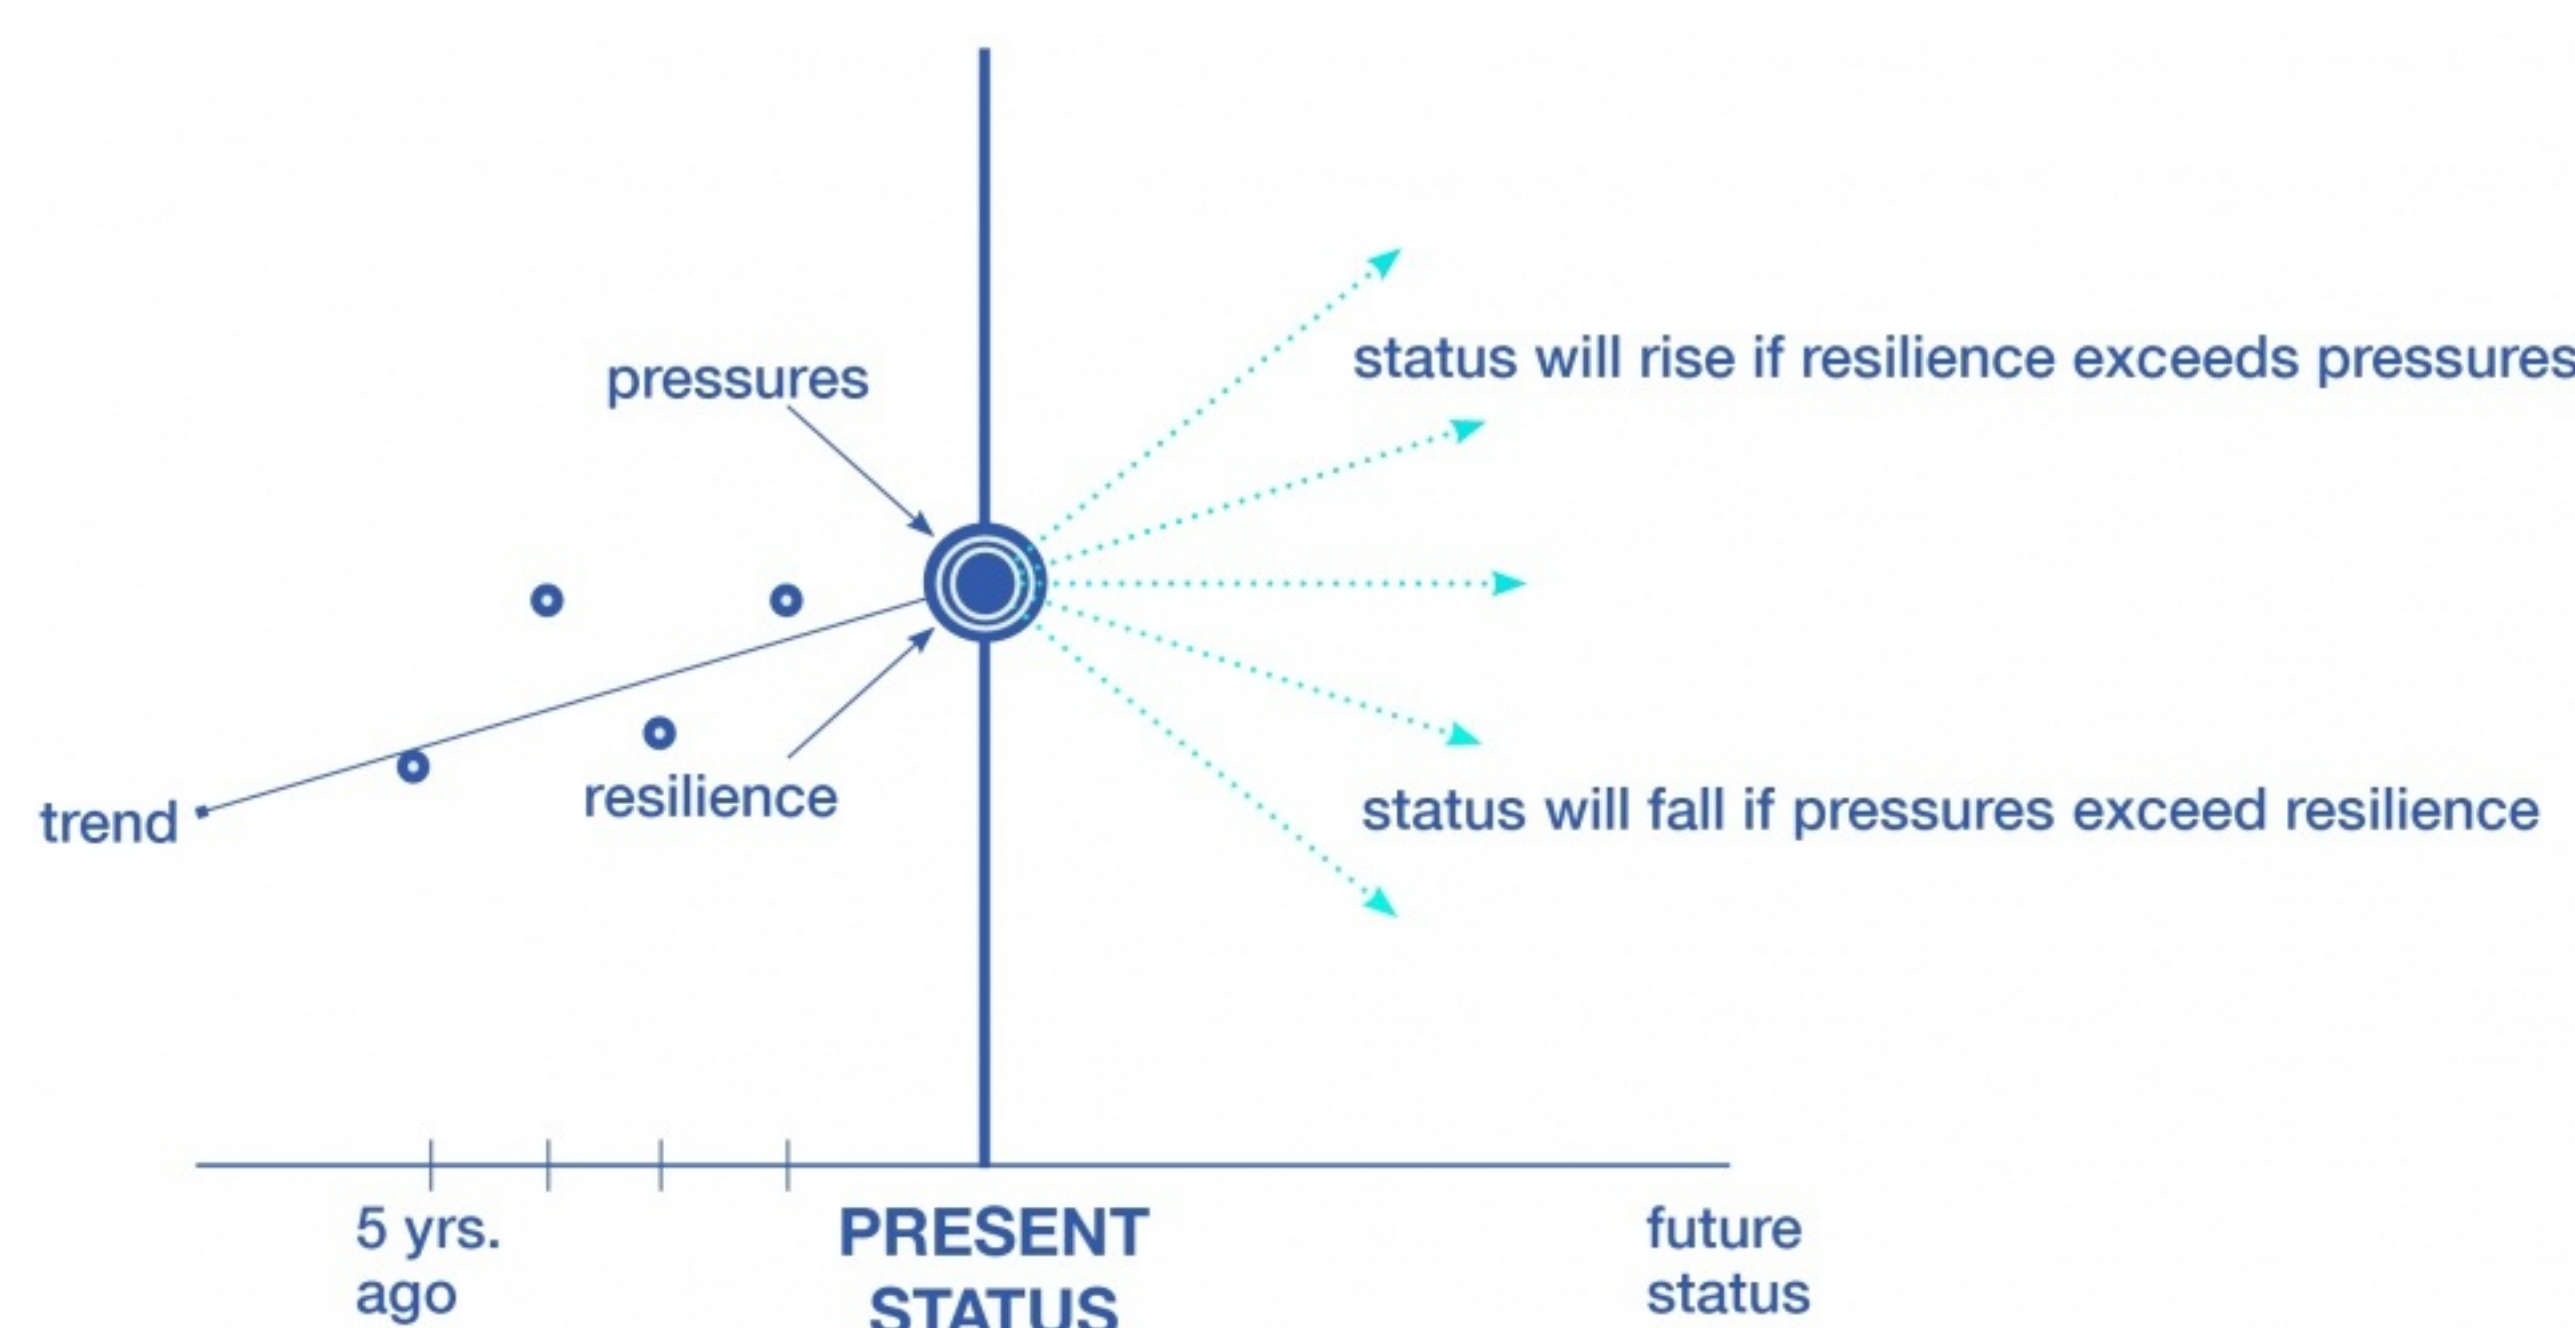 pressures
status will rise if resilience exceeds pressures
trend
resilience
status will fall if pressures exceed resilience
5 yrs.
ago
PRESENT
STATUS
future
status